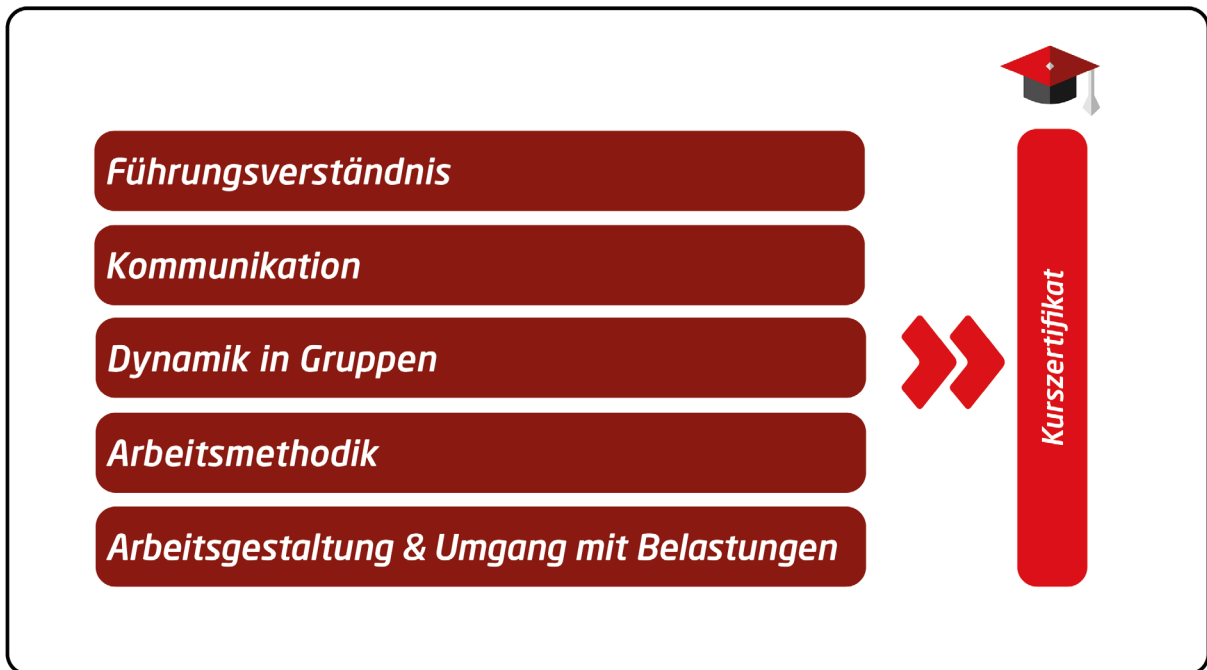 Führungsverständnis
Kommunikation
Dynamik in Gruppen
Arbeitsmethodik
Arbeitsgestaltung & Umgang mit Belastungen
Kurszertifikat